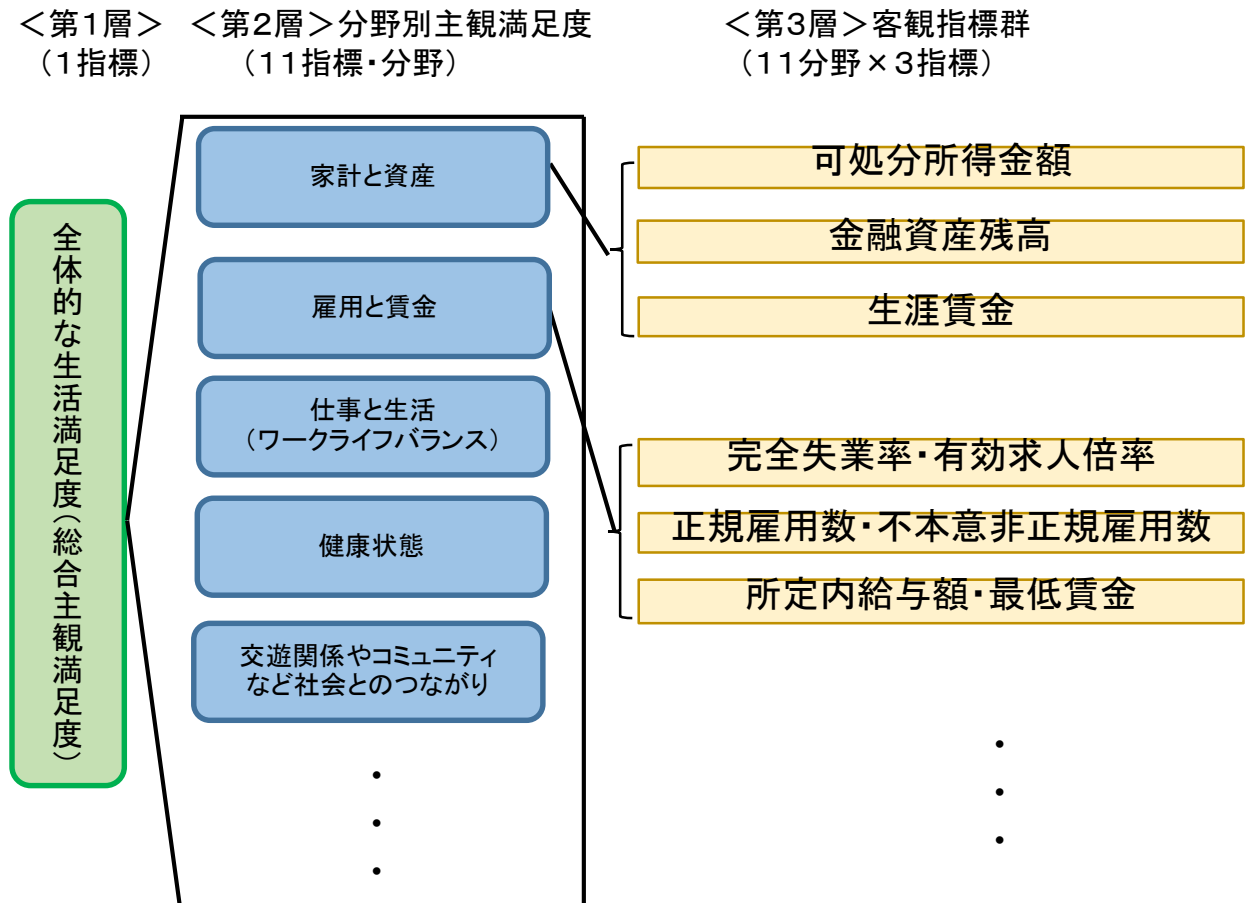 <第1層>
(1指標)
<第2層>分野別主観満足度
(11指標・分野)
<第3層>客観指標群
(11分野×3指標)
全体的な生活満足度(総合主観満足度)
家計と資産
雇用と賃金
仕事と生活
(ワークライフバランス)
健康状態
交遊関係やコミュニティ
など社会とのつながり
・
・
・
可処分所得金額
金融資産残高
生涯賃金
完全失業率・有効求人倍率
正規雇用数・不本意非正規雇用数
所定内給与額・最低賃金
・
・
・